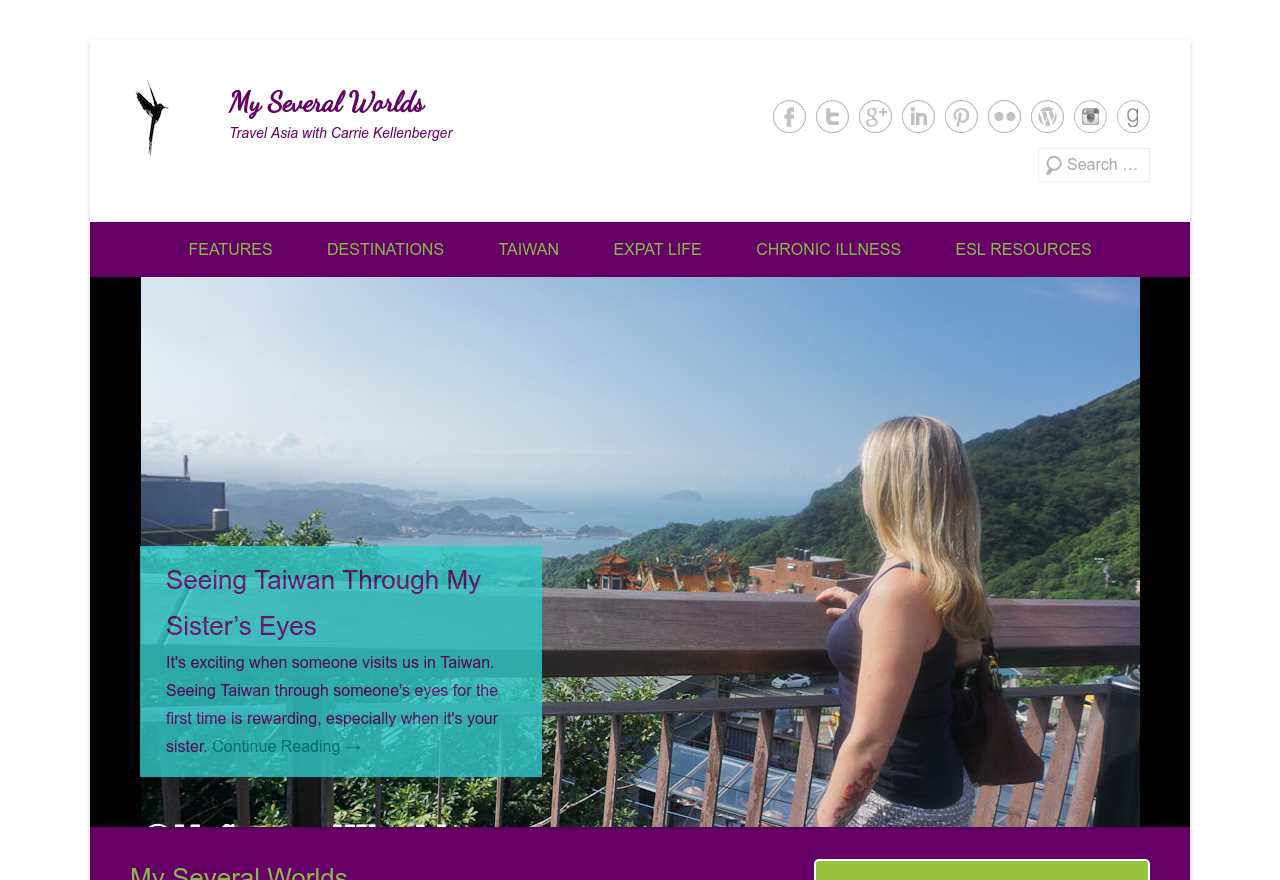 My Several Worlds
Travel Asia with Carrie Kellenberger
Search …
FEATURES DESTINATIONS TAIWAN EXPAT LIFE CHRONIC ILLNESS ESL RESOURCES
Seeing Taiwan Through My
Sister’s Eyes
It's exciting when someone visits us in Taiwan.
Seeing Taiwan through someone's eyes for the
first time is rewarding, especially when it's your
sister. Continue Reading →
My Several Worlds